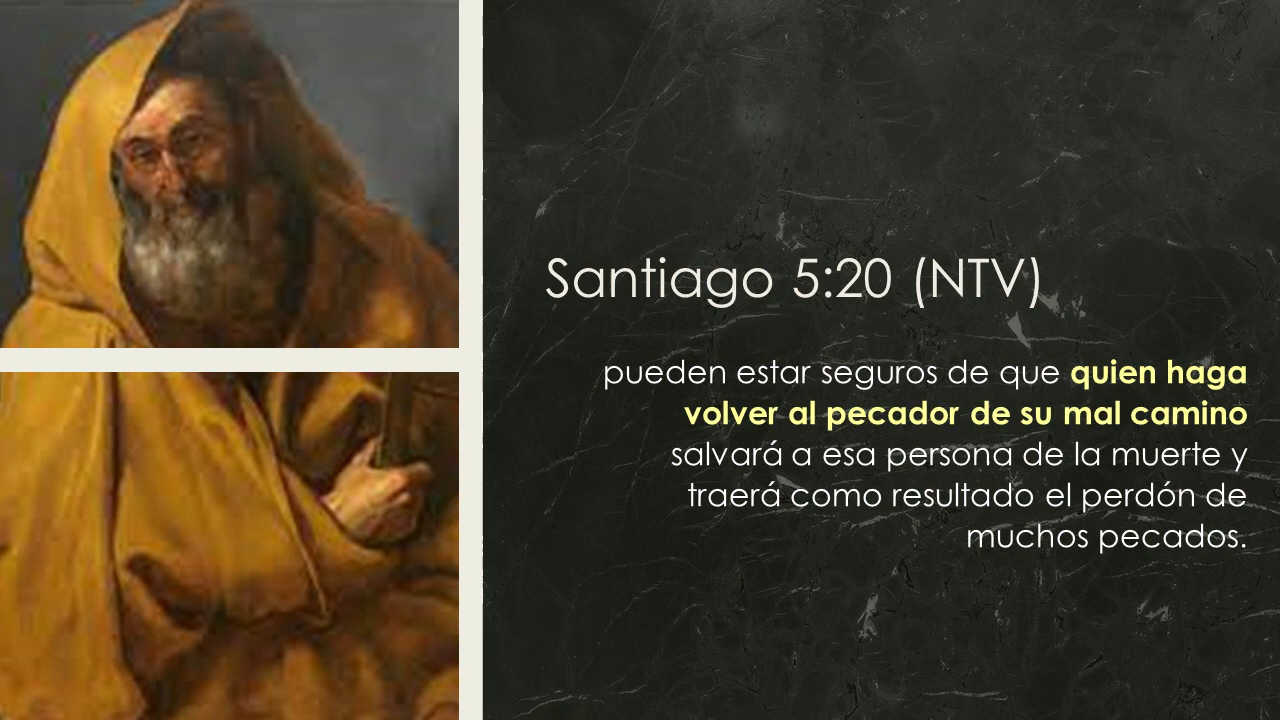 Santiago 5:20 (NTV)
pueden estar seguros de que quien haga
volver al pecador de su mal camino
salvará a esa persona de la muerte y
traerá como resultado el perdón de
muchos pecados.